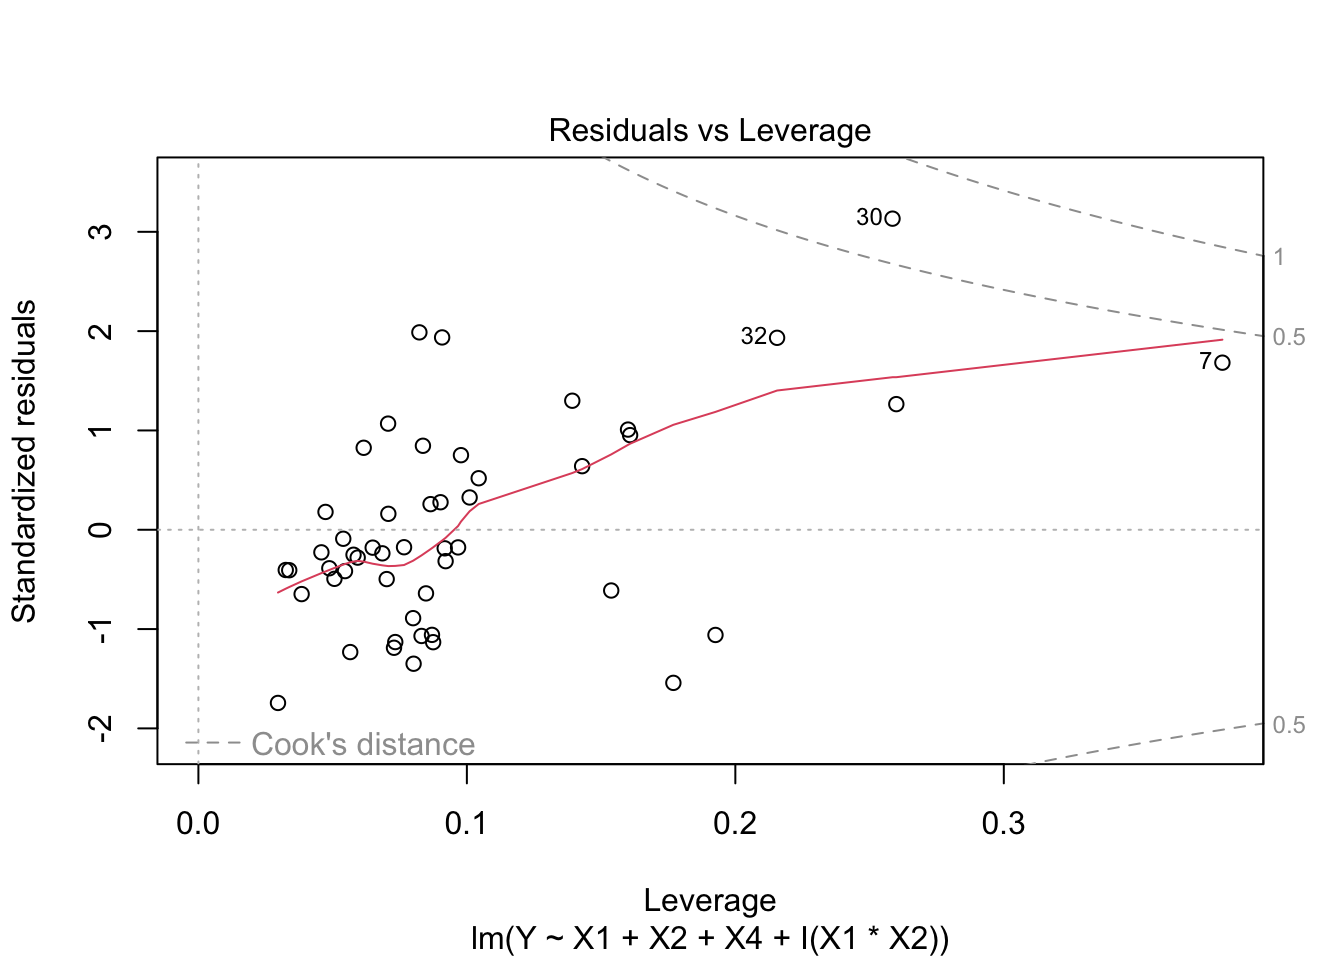 Residuals vs Leverage
Standardized residuals
3
2
1
0
-1
-2
30
32
7
1
0.5
0.5
Cook's distance
0.0 0.1 0.2 0.3
Leverage
lm(Y ~ X1 + X2 + X4 + I(X1 * X2))